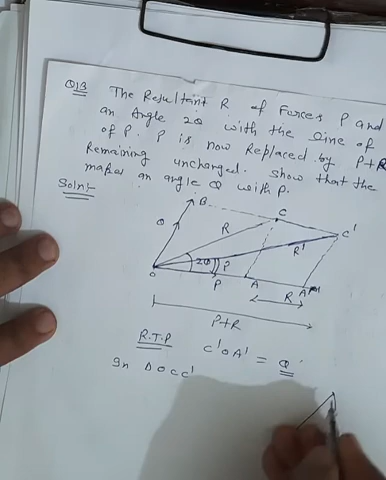 Q13 The Resultant R of Forces P and
an Angle 2θ with the line of
of P. P is now Replaced by P+R
Remaining unchanged. Show that the
makes an angle θ with P.
Soln:-
B
C
C'
Q
R
R'
2θ
P
O
P
A
A'
R
P+R
R.T.P C'OA' = θ
In Δ OCC'